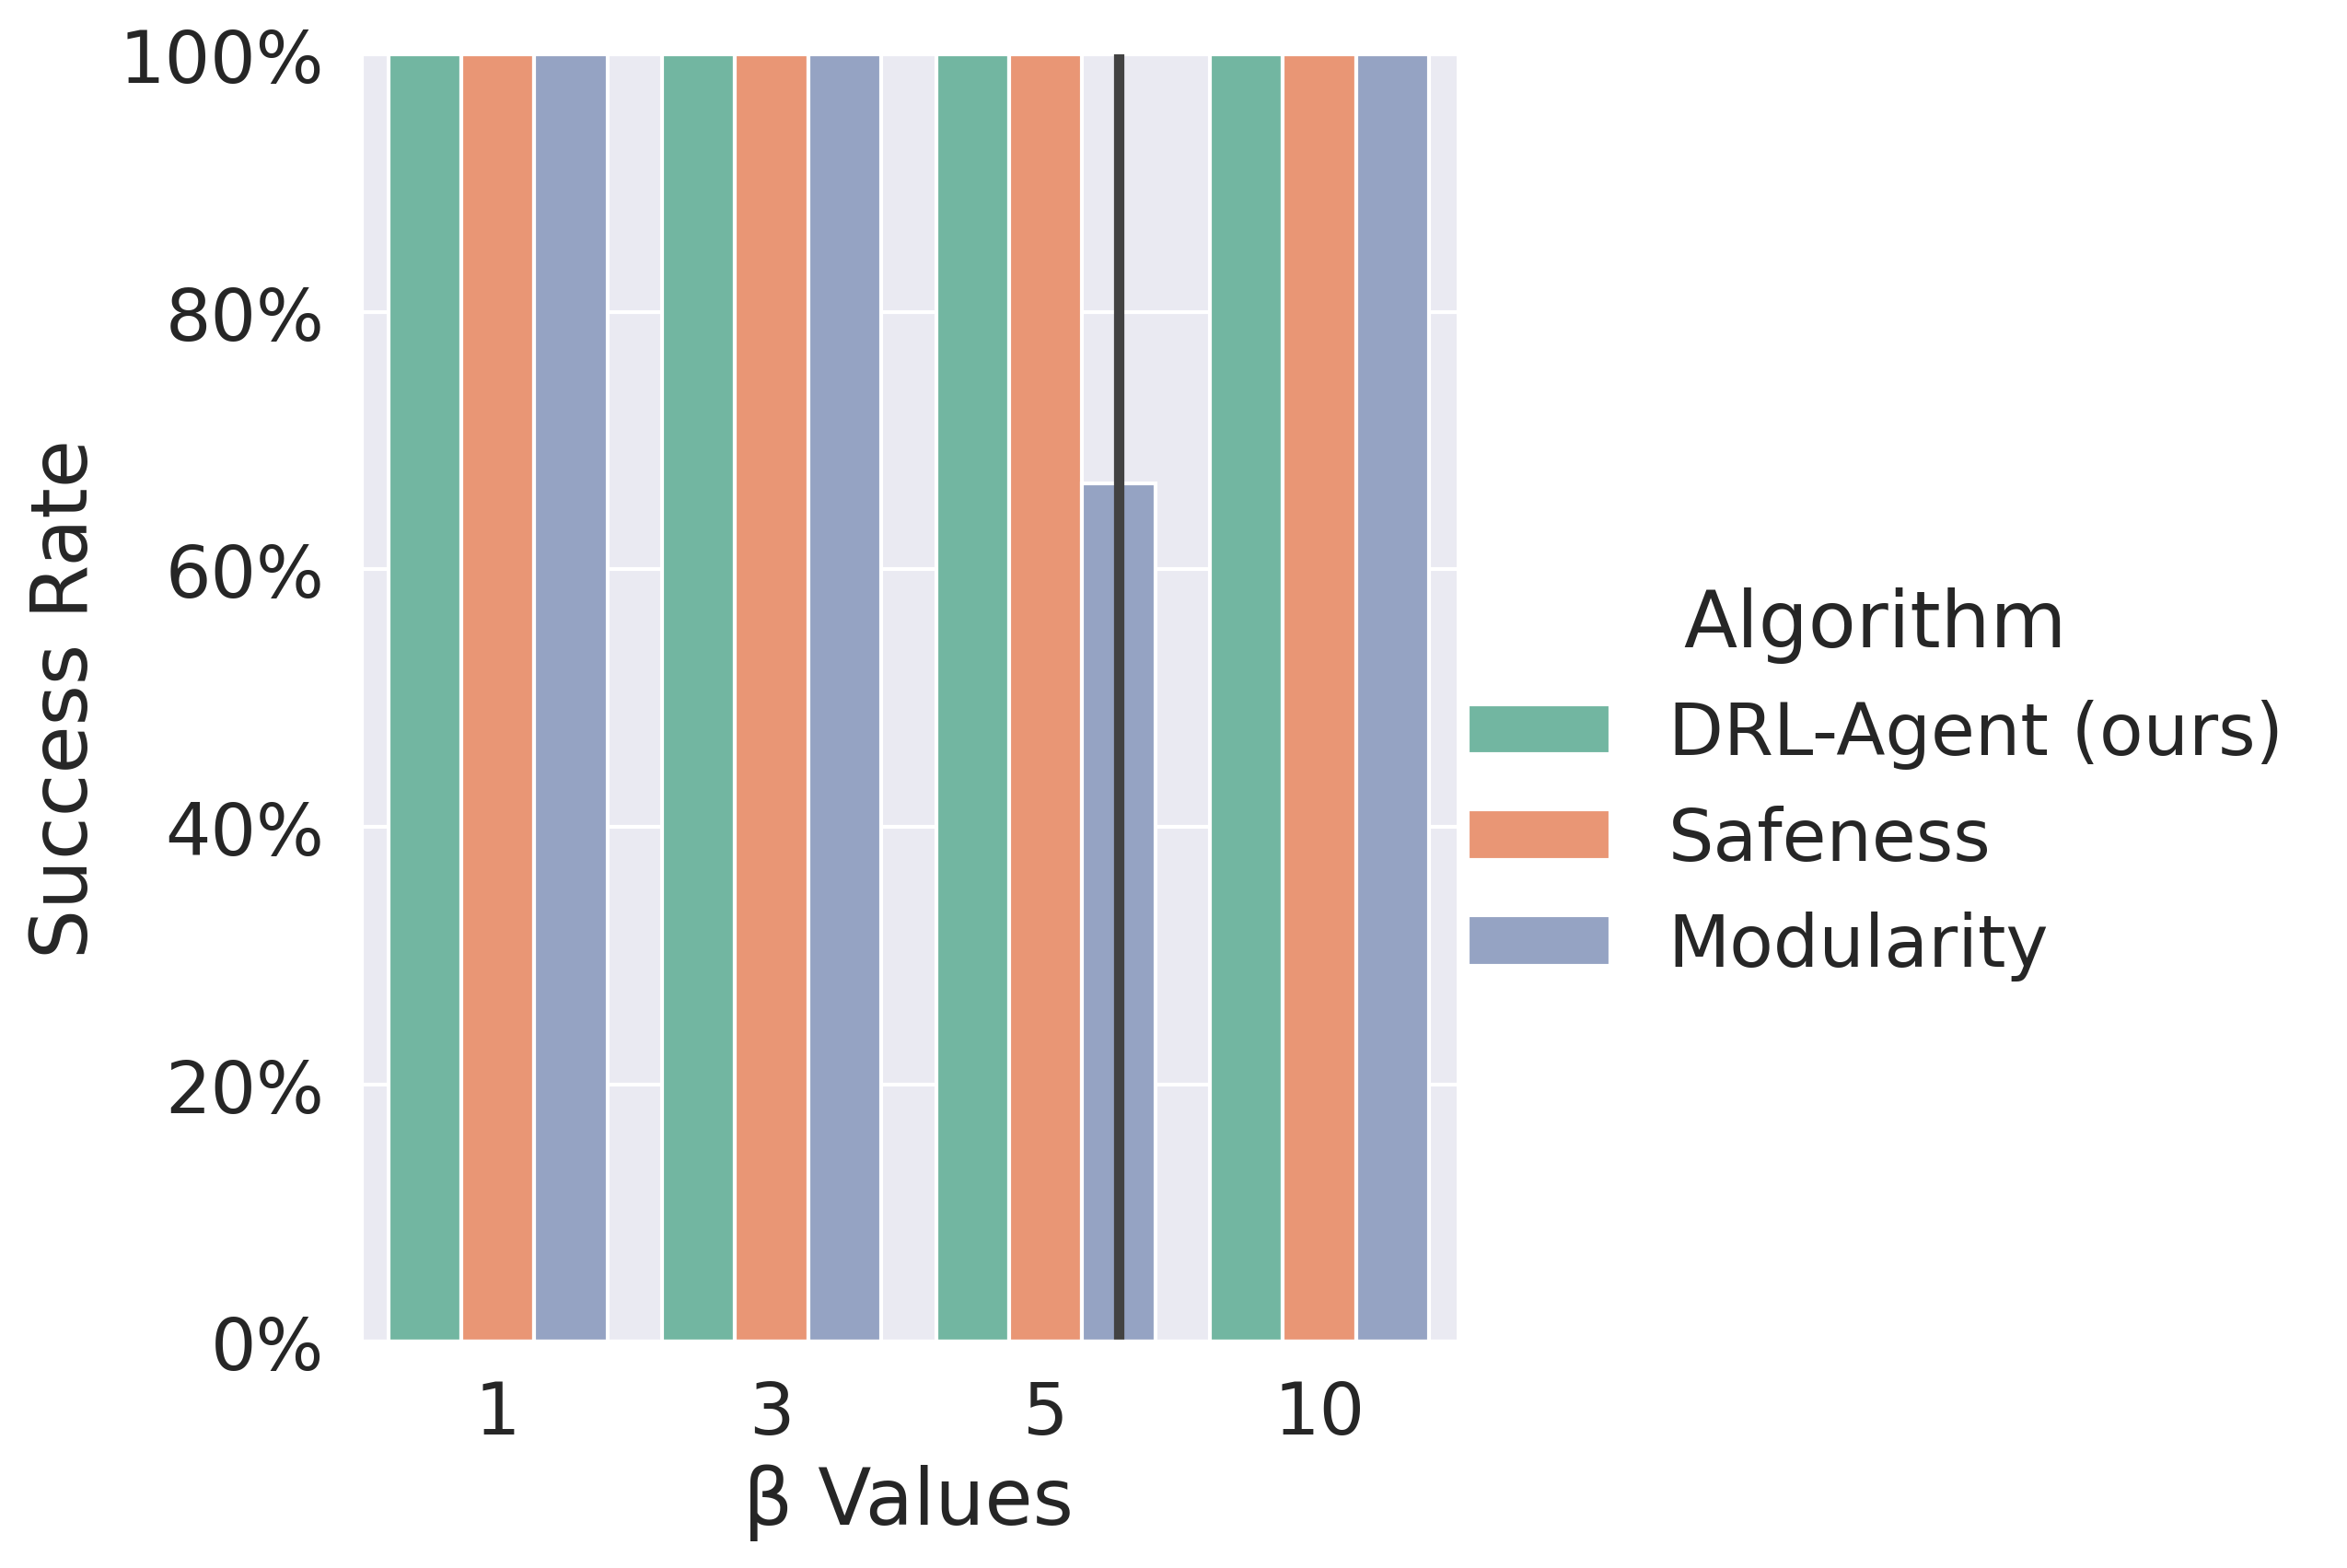 100%
80%
60%
40%
20%
0%
Success Rate
1 3 5 10
β Values
Algorithm
DRL-Agent (ours)
Safeness
Modularity